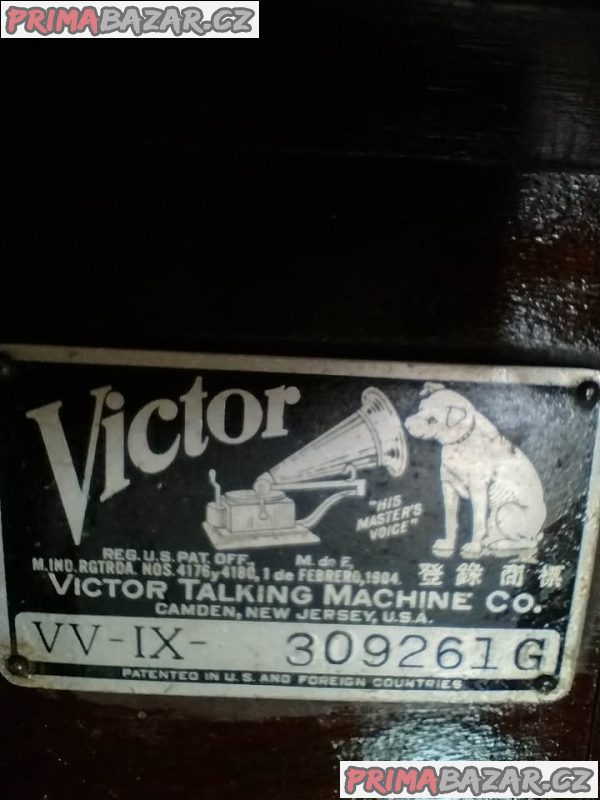 PRIMABAZAR.CZ
Victor
"HIS
MASTER'S
VOICE"
REG. U.S. PAT. OFF. M. de F.
M. IND. RGTRDA. NOS. 4176 y 4180, 1 de FEBRERO, 1904. 登錄商標
VICTOR TALKING MACHINE CO.
CAMDEN, NEW JERSEY, U.S.A.
VV-IX- 309261G
PATENTED IN U.S. AND FOREIGN COUNTRIES
PRIMABAZAR.CZ